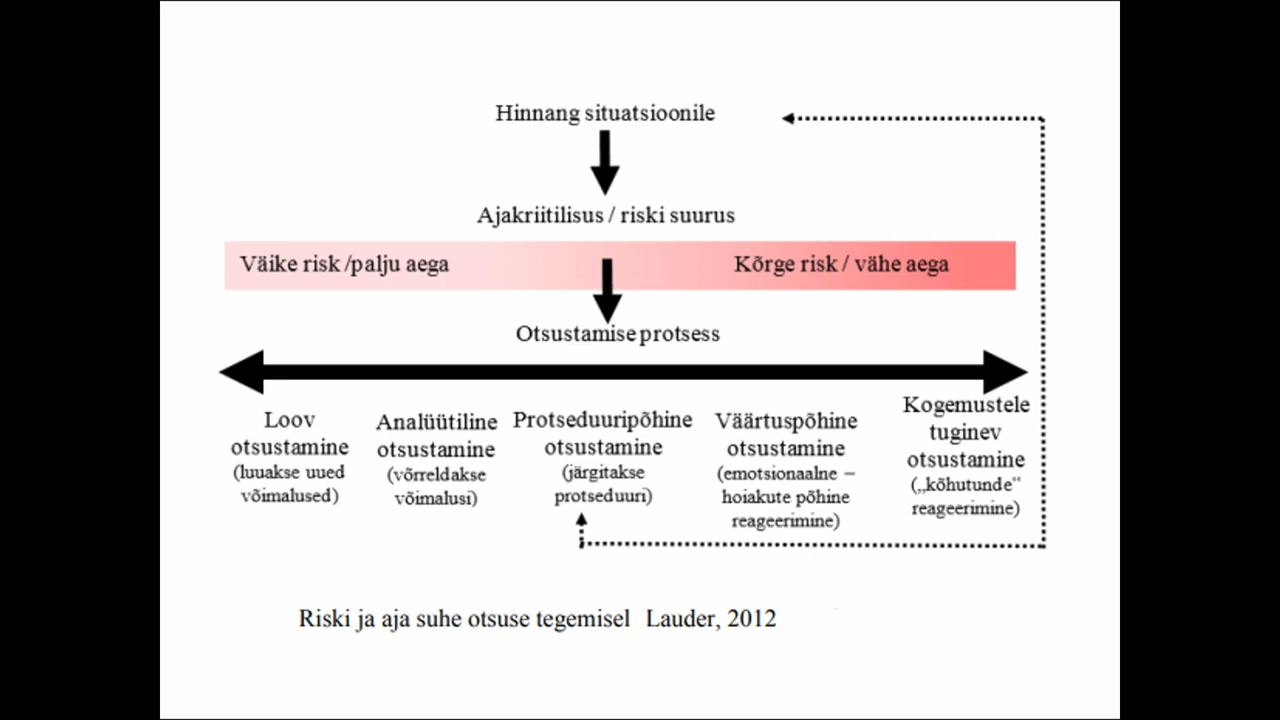 Hinnang situatsioonile
Ajakriitilisus / riski suurus
Väike risk /palju aega
Kõrge risk / vähe aega
Otsustamise protsess
Loov
otsustamine
(luuakse uued
võimalused)
Analüütiline
otsustamine
(võrreldakse
võimalusi)
Protseduuripõhine
otsustamine
(järgitakse
protseduuri)
Väärtuspõhine
otsustamine
(emotsionaalne –
hoiakute põhine
reageerimine)
Kogemustele
tuginev
otsustamine
(„kõhutunde“
reageerimine)
Riski ja aja suhe otsuse tegemisel Lauder, 2012